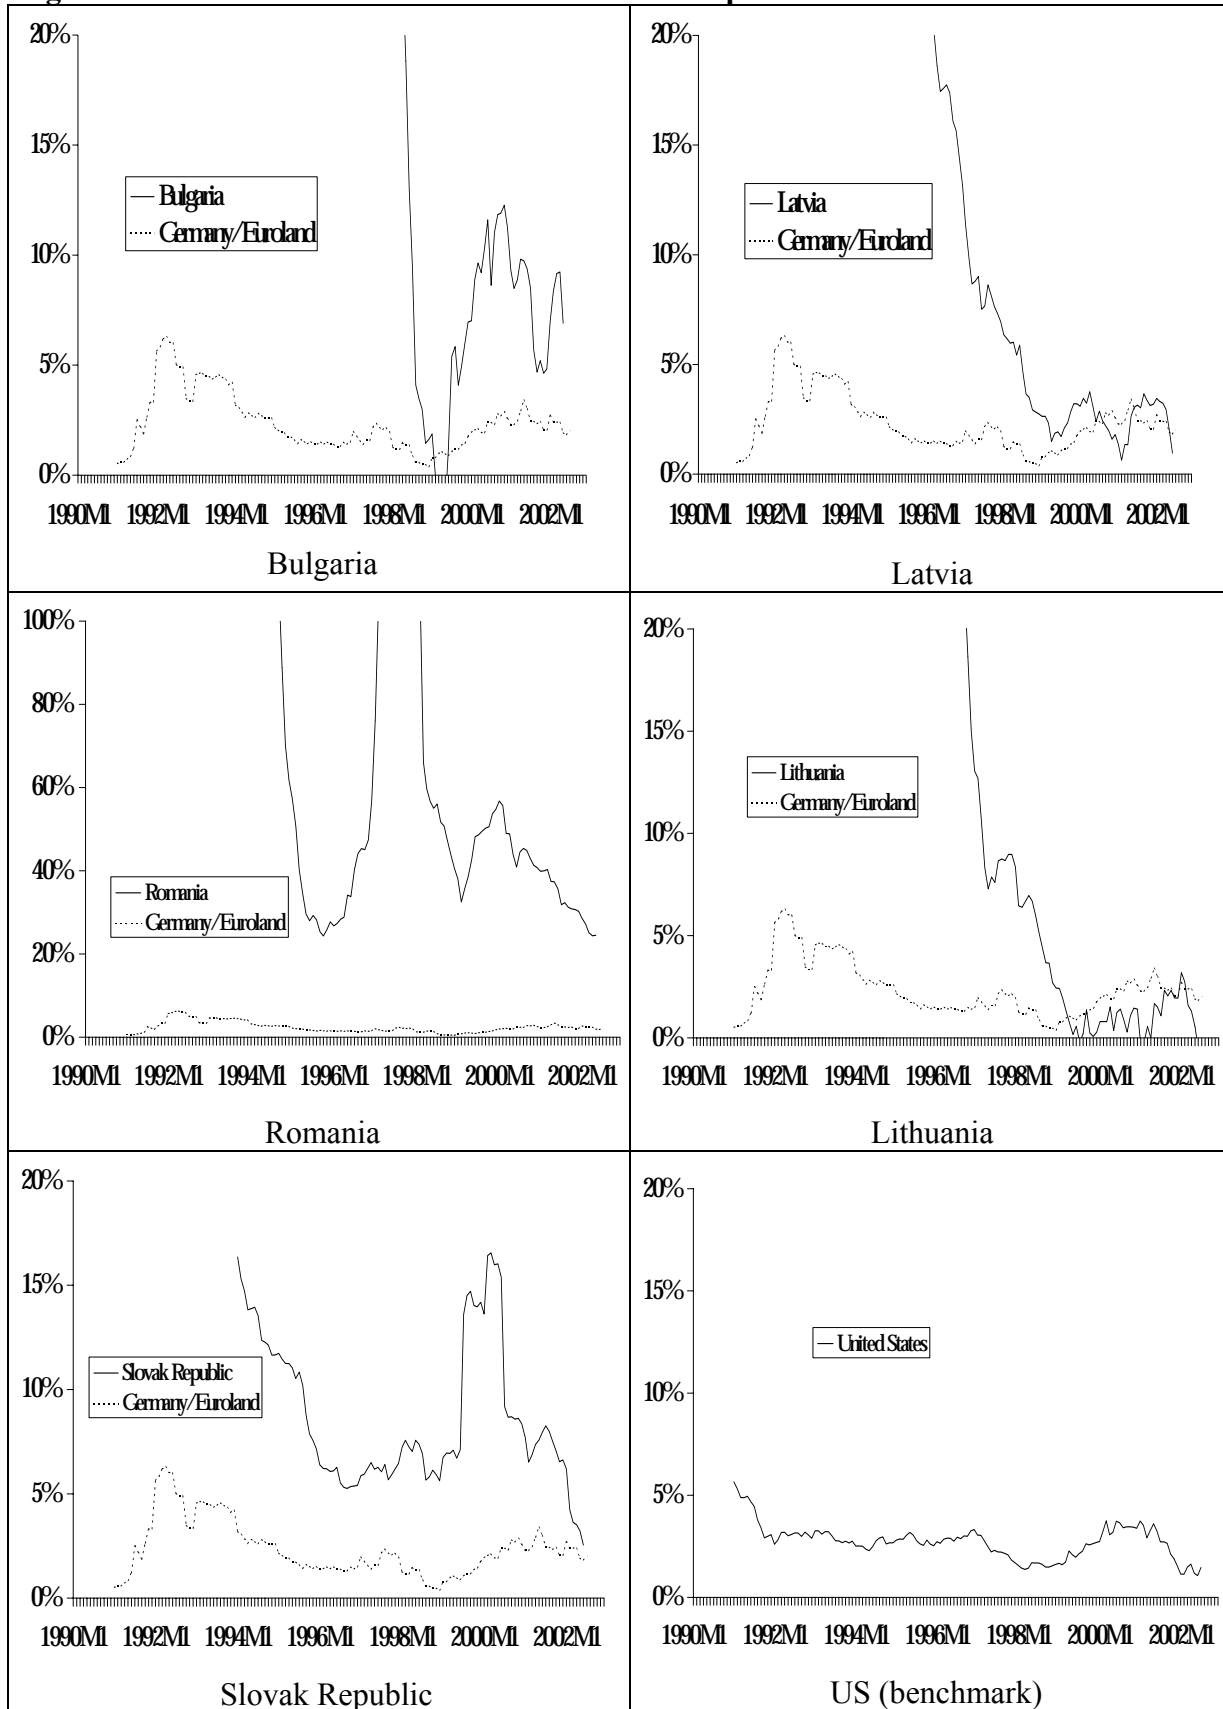 20%
15%
10%
5%
0%
Bulgaria
Germany/Euroland
1990M1 1992M1 1994M1 1996M1 1998M1 2000M1 2002M1
Bulgaria
20%
15%
10%
5%
0%
Latvia
Germany/Euroland
1990M1 1992M1 1994M1 1996M1 1998M1 2000M1 2002M1
Latvia
100%
80%
60%
40%
20%
0%
Romania
Germany/Euroland
1990M1 1992M1 1994M1 1996M1 1998M1 2000M1 2002M1
Romania
20%
15%
10%
5%
0%
Lithuania
Germany/Euroland
1990M1 1992M1 1994M1 1996M1 1998M1 2000M1 2002M1
Lithuania
20%
15%
10%
5%
0%
Slovak Republic
Germany/Euroland
1990M1 1992M1 1994M1 1996M1 1998M1 2000M1 2002M1
Slovak Republic
20%
15%
10%
5%
0%
United States
1990M1 1992M1 1994M1 1996M1 1998M1 2000M1 2002M1
US (benchmark)